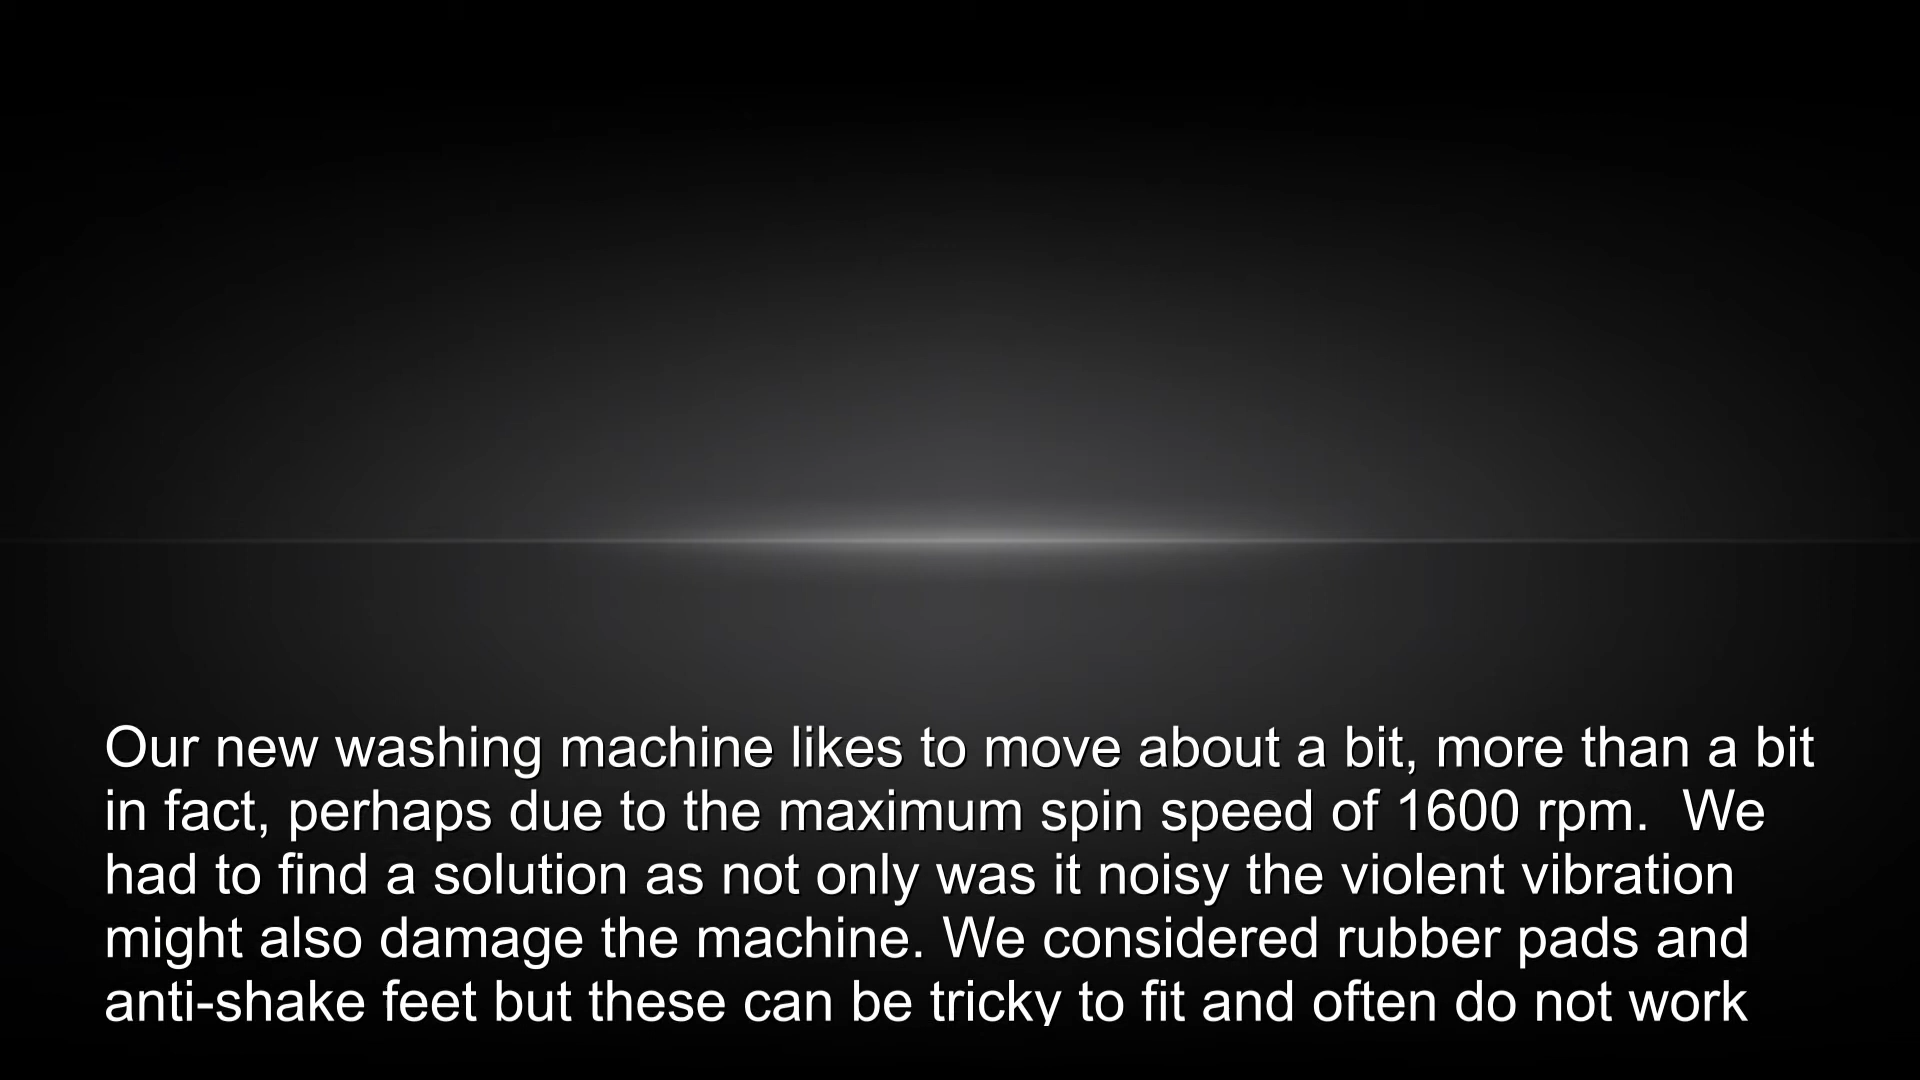 Our new washing machine likes to move about a bit, more than a bit
in fact, perhaps due to the maximum spin speed of 1600 rpm.  We
had to find a solution as not only was it noisy the violent vibration
might also damage the machine. We considered rubber pads and
anti-shake feet but these can be tricky to fit and often do not work